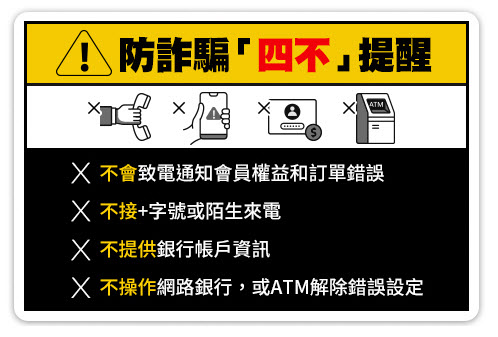 防詐騙「四不」提醒
ATM
不會致電通知會員權益和訂單錯誤
不接+字號或陌生來電
不提供銀行帳戶資訊
不操作網路銀行，或ATM解除錯誤設定